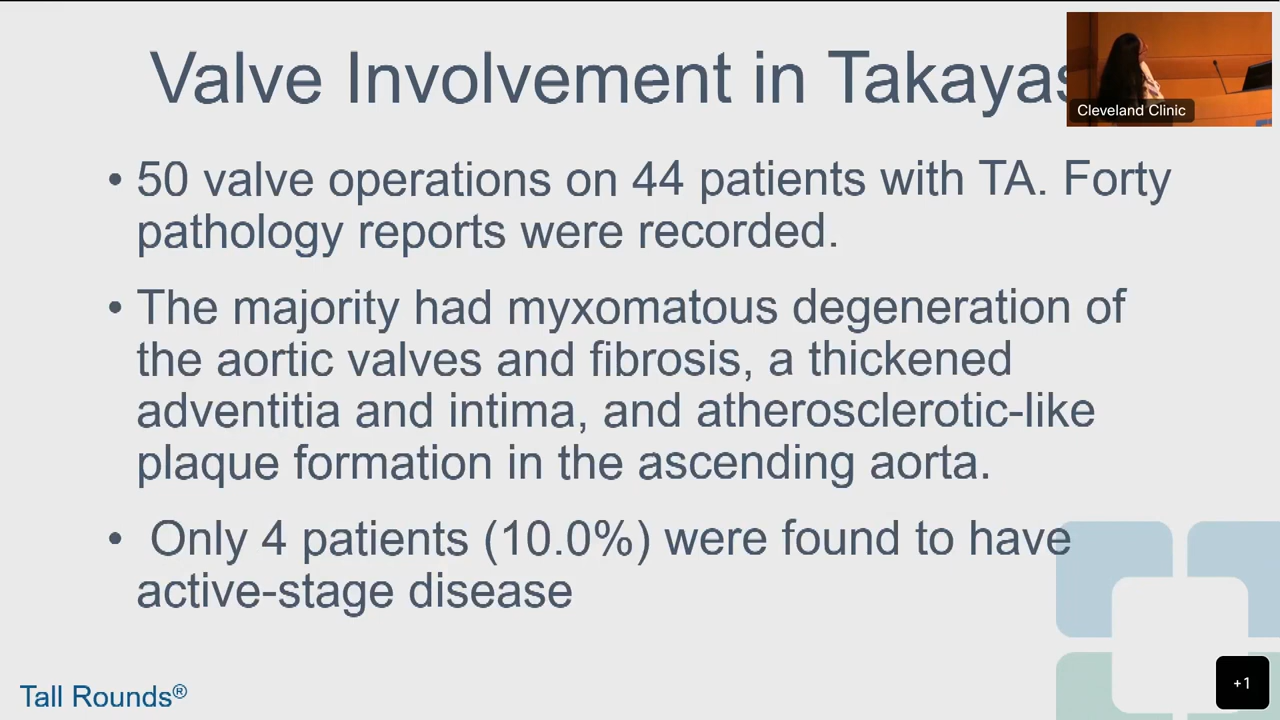 Valve Involvement in Takayas
Cleveland Clinic
• 50 valve operations on 44 patients with TA. Forty
pathology reports were recorded.
• The majority had myxomatous degeneration of
the aortic valves and fibrosis, a thickened
adventitia and intima, and atherosclerotic-like
plaque formation in the ascending aorta.
• Only 4 patients (10.0%) were found to have
active-stage disease
Tall Rounds®
+1